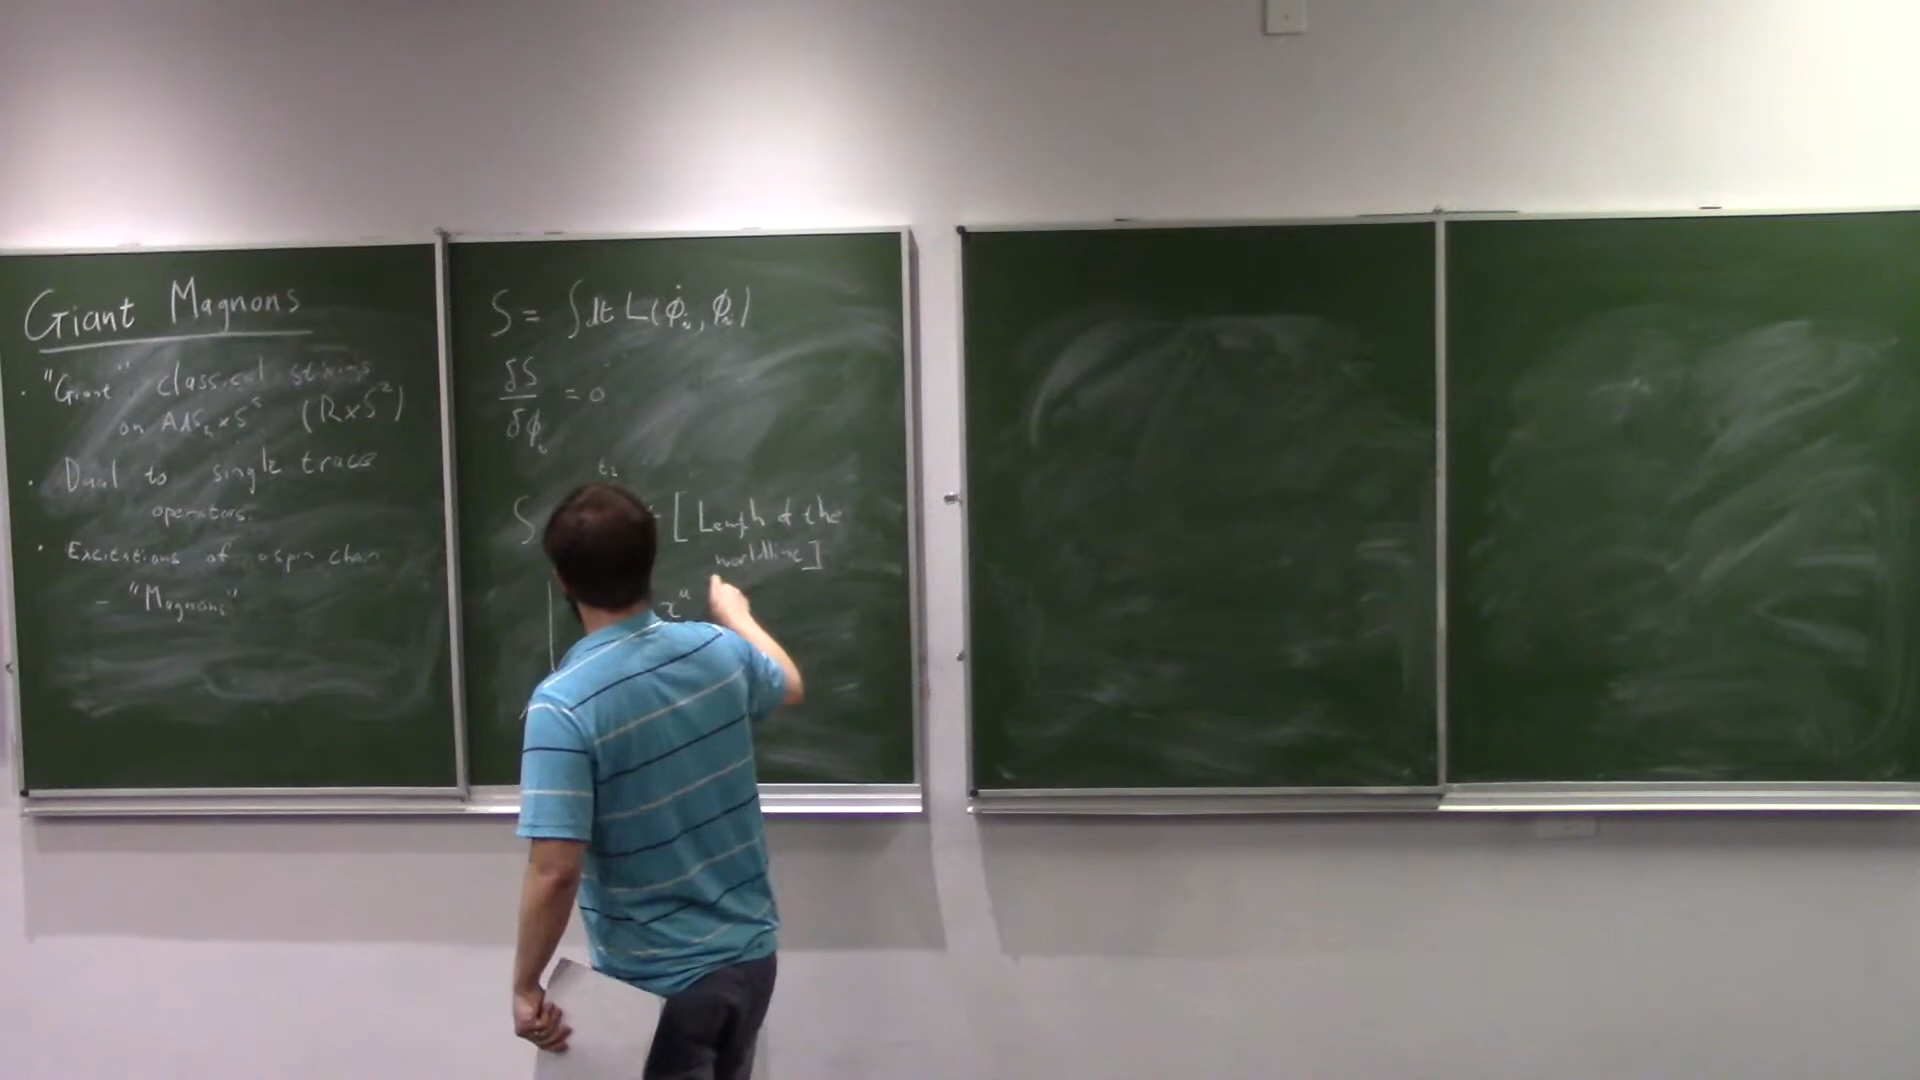 Giant Magnons
· "Giant" classical strings
on AdS₅×S⁵ (R×S²)
· Dual to single trace
operators.
· Excitations of a spin chain
– "Magnons"
S = ∫dt L(φ̇ᵢ, φᵢ)
δS/δφᵢ = 0
t₂
S [Length of the
worldline]
x^μ